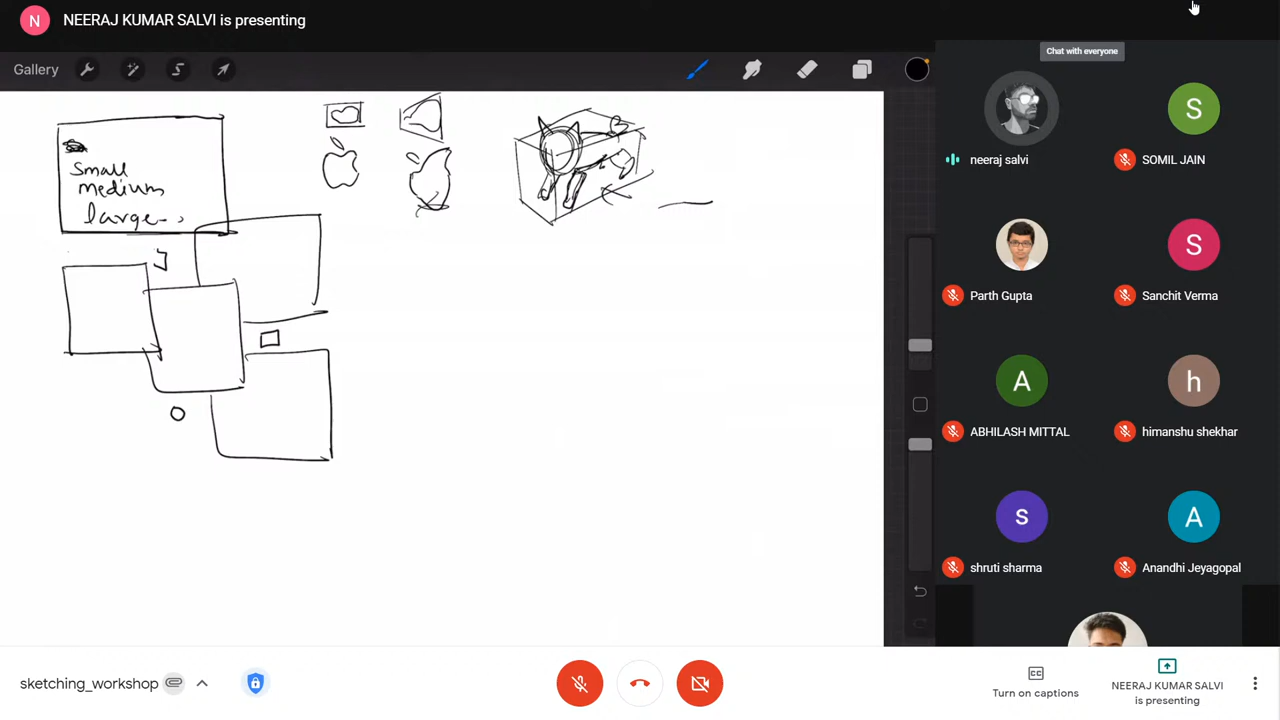 N NEERAJ KUMAR SALVI is presenting
Gallery
Chat with everyone
Small
medium
large
neeraj salvi
S
SOMIL JAIN
Parth Gupta
S
Sanchit Verma
A
ABHILASH MITTAL
h
himanshu shekhar
s
shruti sharma
A
Anandhi Jeyagopal
sketching_workshop
CC
Turn on captions
NEERAJ KUMAR SALVI
is presenting